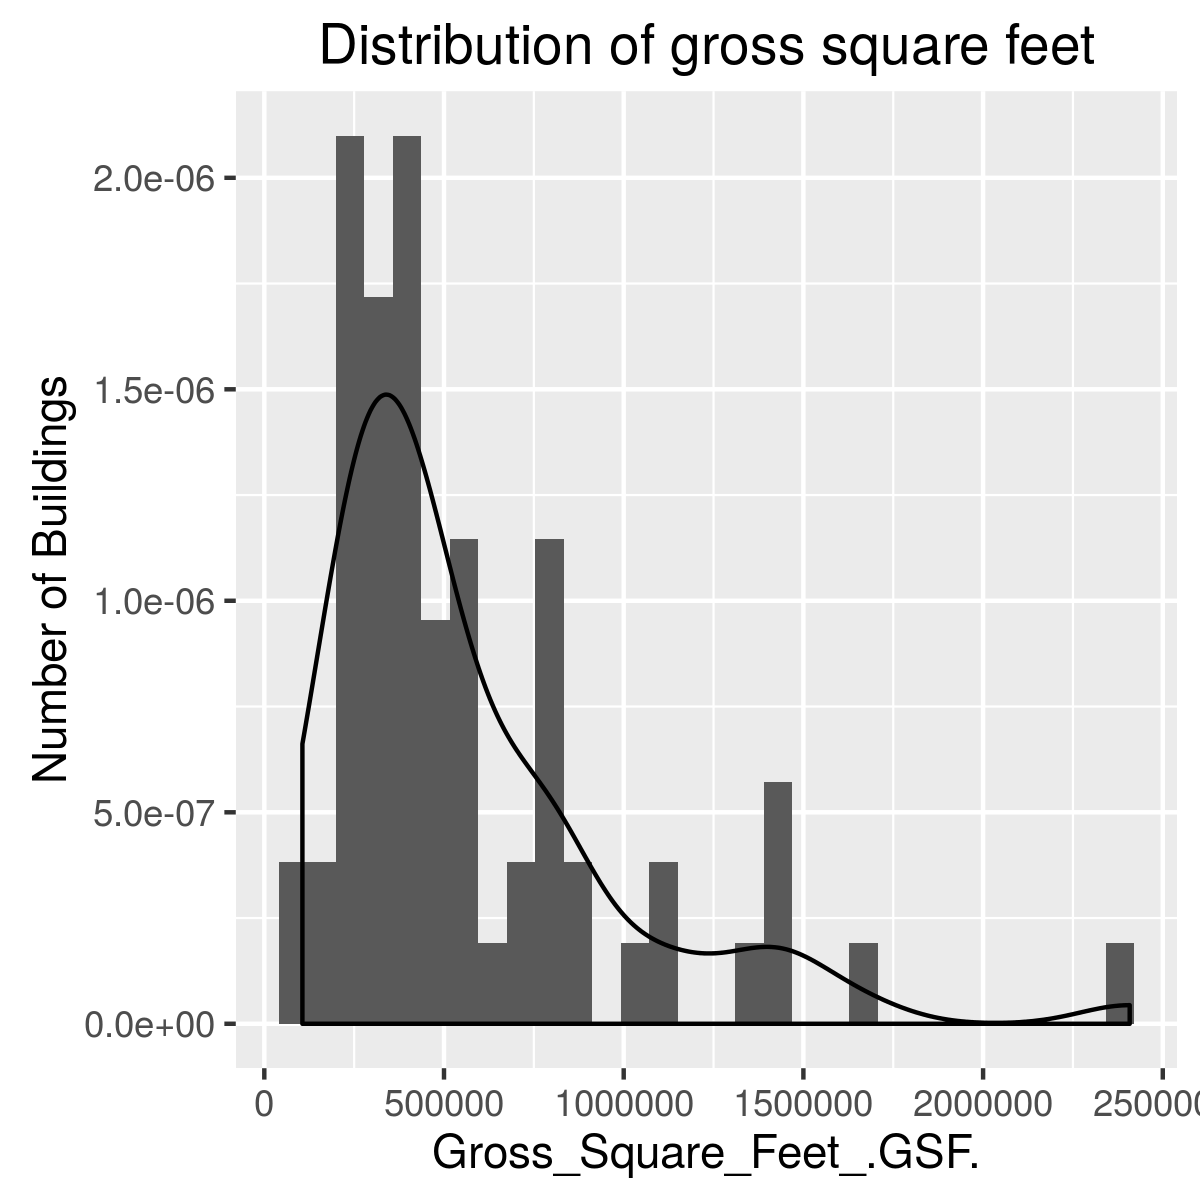 Distribution of gross square feet
Number of Buildings
2.0e-06
1.5e-06
1.0e-06
5.0e-07
0.0e+00
0 500000 1000000 1500000 2000000 250000
Gross_Square_Feet_.GSF.